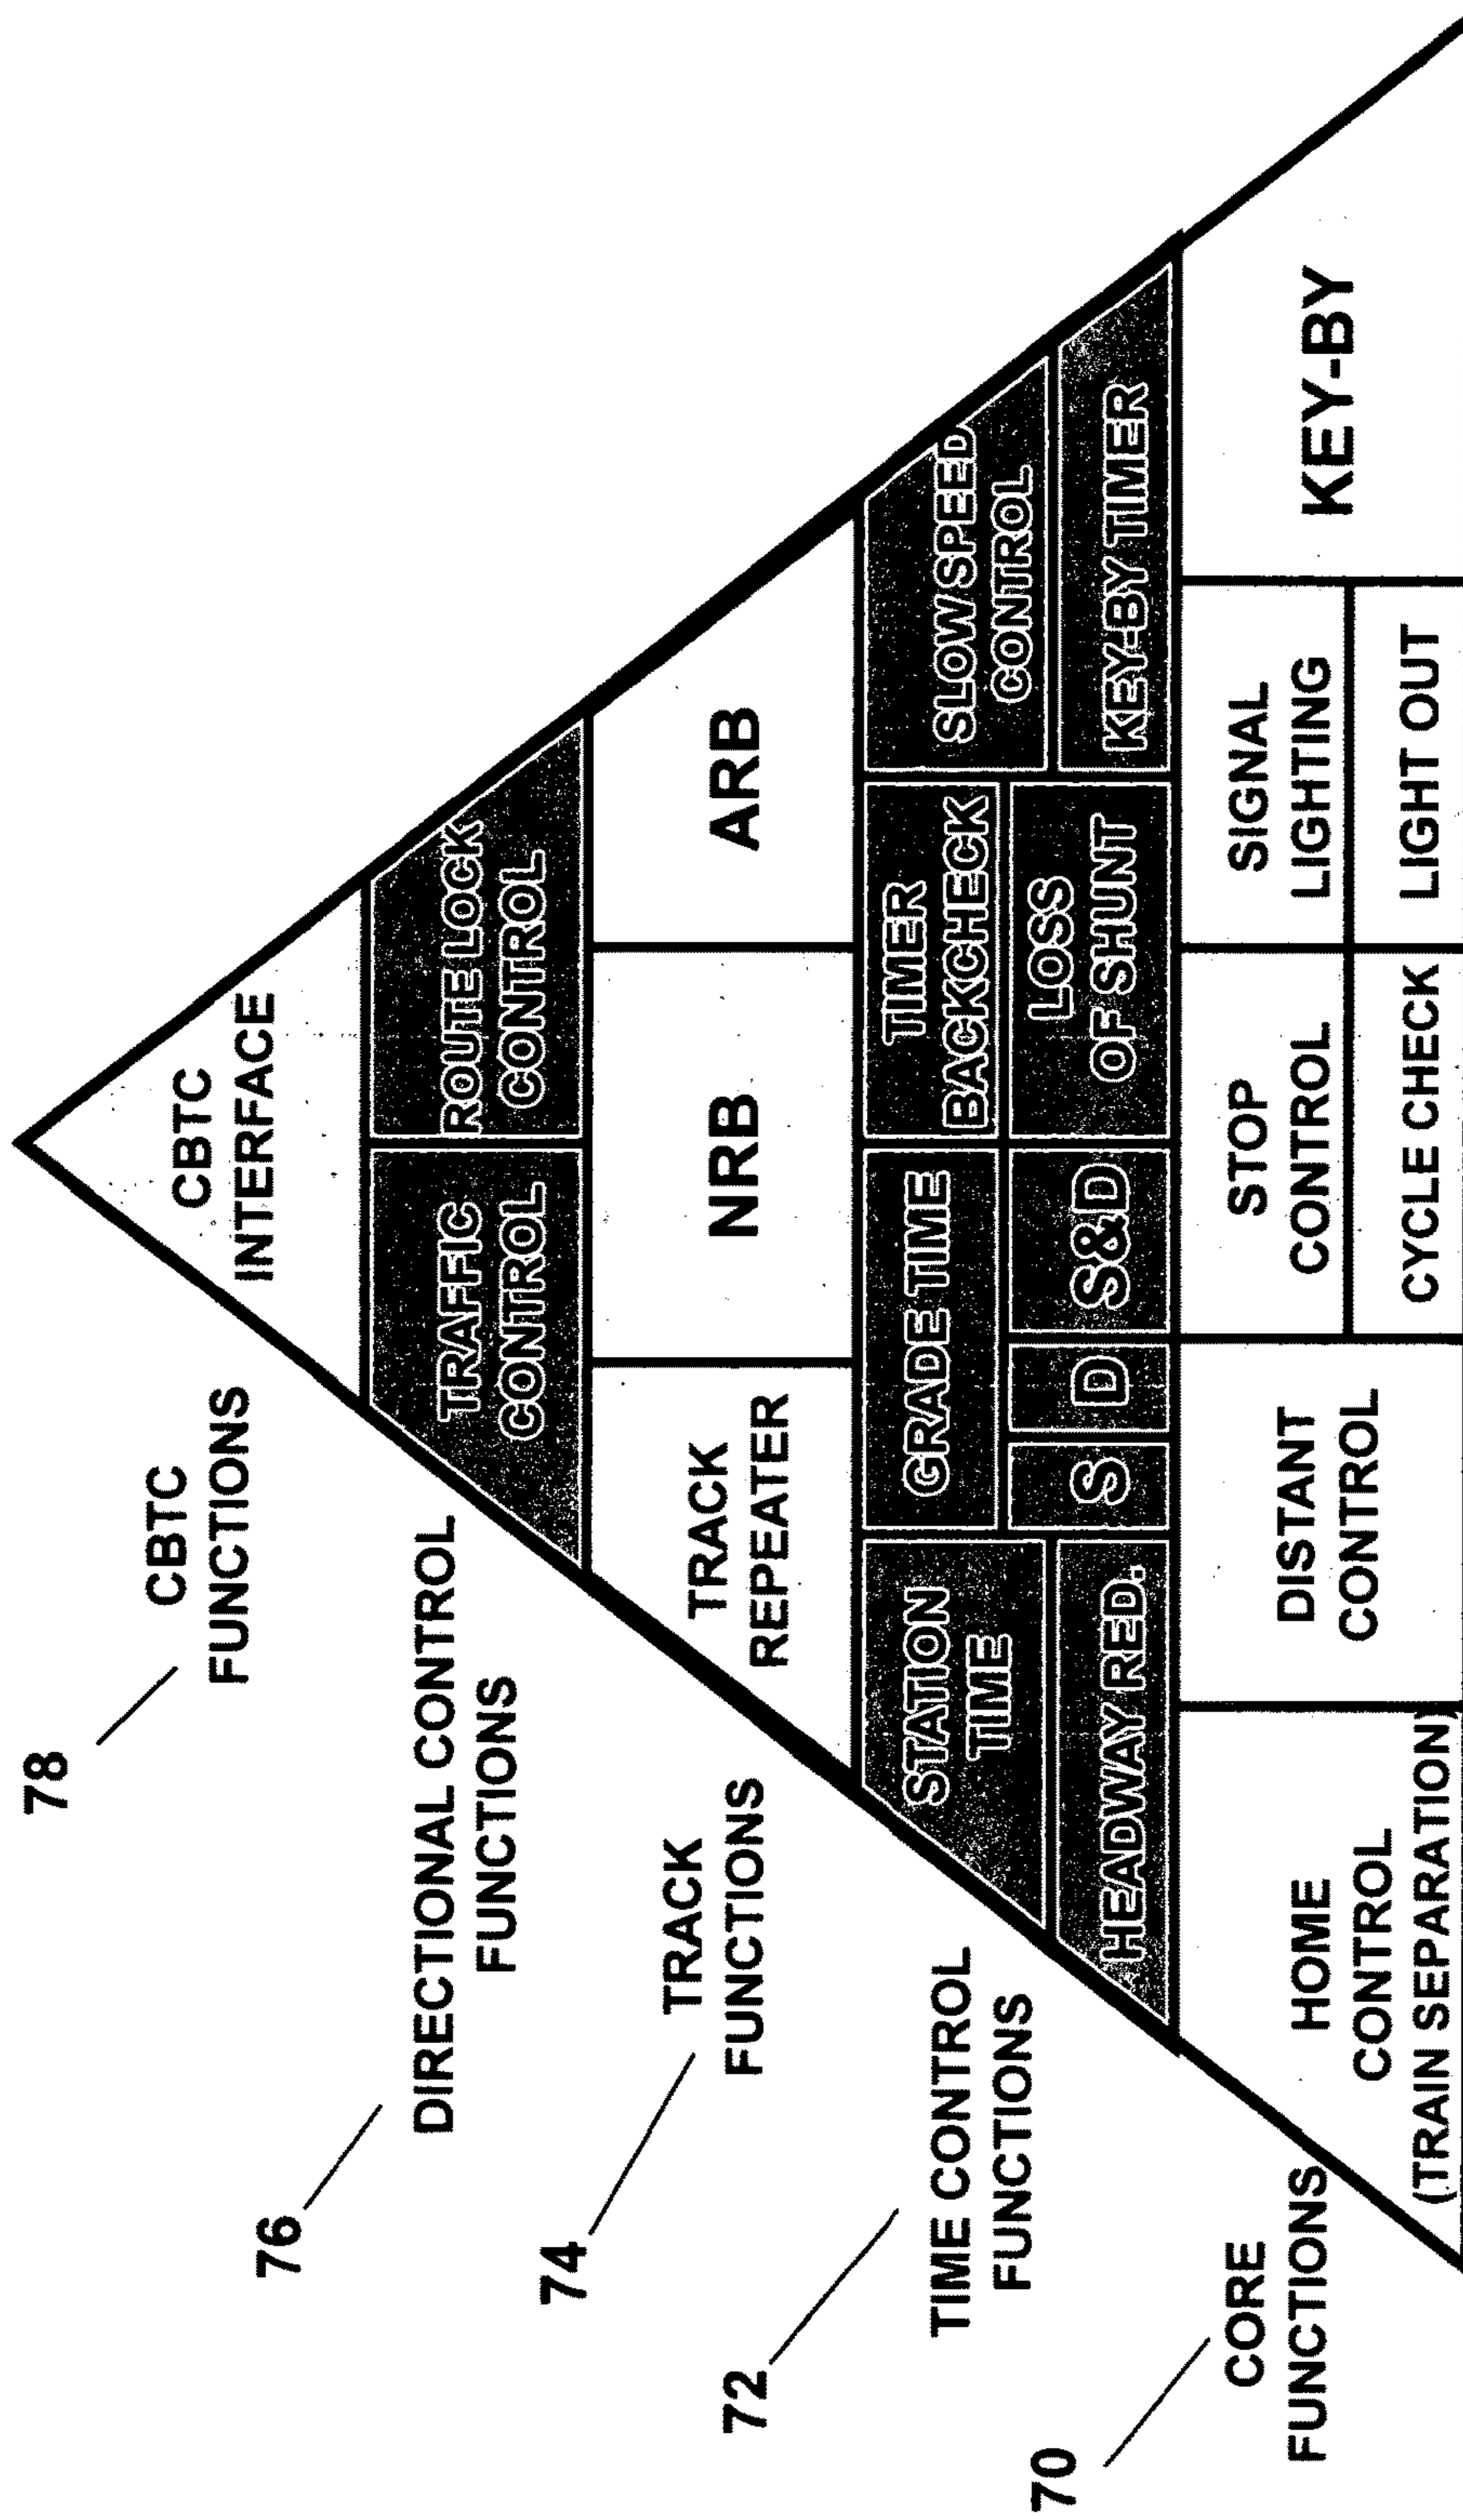 78
CBTC
FUNCTIONS
CBTC
INTERFACE
76
DIRECTIONAL CONTROL
FUNCTIONS
TRAFFIC
CONTROL
ROUTE LOCK
CONTROL
74
TRACK
FUNCTIONS
TRACK
REPEATER
NRB
ARB
72
TIME CONTROL
FUNCTIONS
STATION
TIME
GRADE TIME
TIMER
BACKCHECK
SLOW SPEED
CONTROL
HEADWAY RED.
S
D
S&D
LOSS
OF SHUNT
KEY-BY TIMER
70
CORE
FUNCTIONS
HOME
CONTROL
(TRAIN SEPARATION)
DISTANT
CONTROL
STOP
CONTROL
CYCLE CHECK
SIGNAL
LIGHTING
LIGHT OUT
KEY-BY